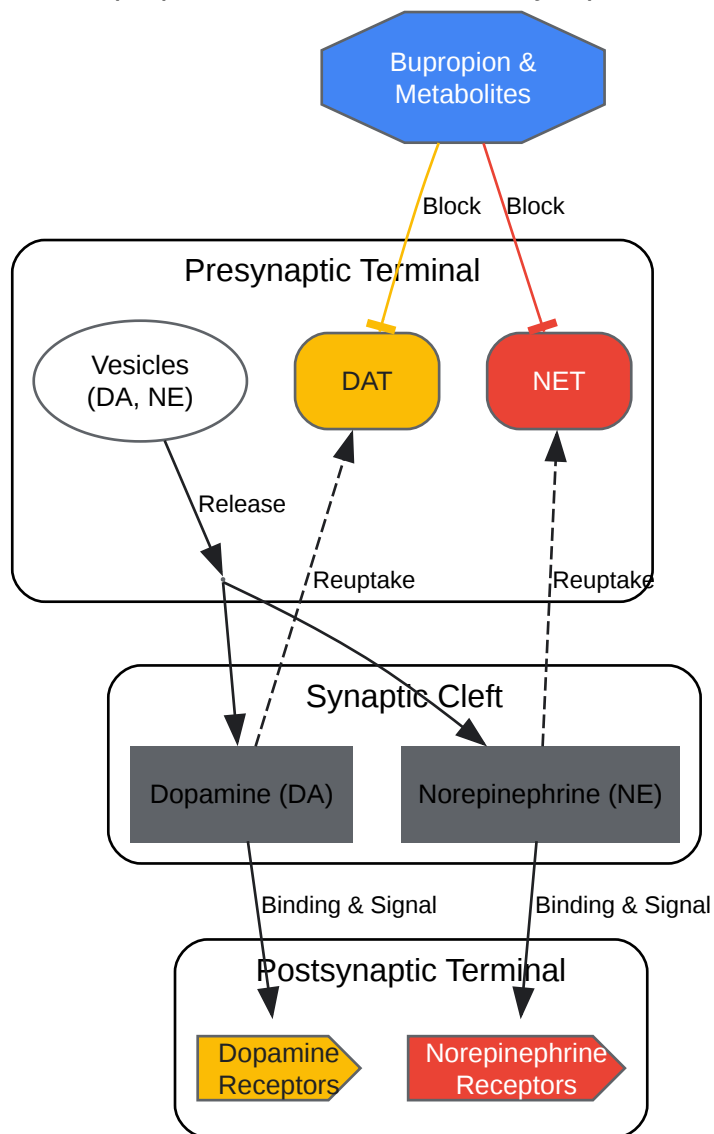 Bupropion &
Metabolites
Block
Block
Presynaptic Terminal
Vesicles
(DA, NE)
DAT
NET
Release
Reuptake
Reuptake
Synaptic Cleft
Dopamine (DA)
Norepinephrine (NE)
Binding & Signal
Binding & Signal
Postsynaptic Terminal
Dopamine
Receptors
Norepinephrine
Receptors